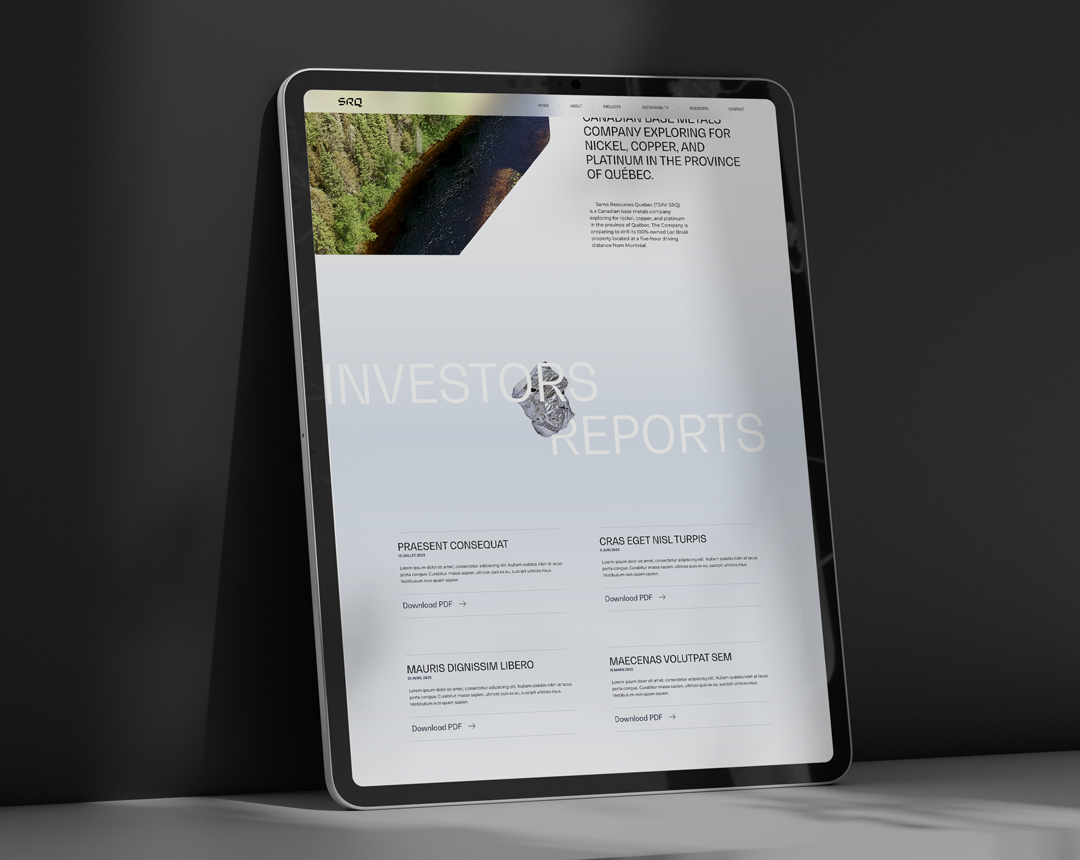 SRQ
HOME ABOUT PROJECTS SUSTAINABILITY INVESTORS CONTACT
CANADIAN BASE METALS
COMPANY EXPLORING FOR
NICKEL, COPPER, AND
PLATINUM IN THE PROVINCE
OF QUÉBEC.
Sama Resources Quebec (TSXV: SRQ)
is a Canadian base metals company
exploring for nickel, copper, and platinum
in the province of Québec. The Company is
preparing to drill its 100%-owned Lac Brulé
property located at a five-hour driving
distance from Montréal.
INVESTORS
REPORTS
PRAESENT CONSEQUAT
Lorem ipsum dolor sit amet, consectetur adipiscing elit. Nullam sodales nibh at lacus
porta congue. Curabitur massa sapien, ultrices quis ex eu, suscipit ultrices risus.
Vestibulum non quam sapien.
Download PDF →
CRAS EGET NISL TURPIS
Lorem ipsum dolor sit amet, consectetur adipiscing elit. Nullam sodales nibh at lacus
porta congue. Curabitur massa sapien, ultrices quis ex eu, suscipit ultrices risus.
Vestibulum non quam sapien.
Download PDF →
MAURIS DIGNISSIM LIBERO
Lorem ipsum dolor sit amet, consectetur adipiscing elit. Nullam sodales nibh at lacus
porta congue. Curabitur massa sapien, ultrices quis ex eu, suscipit ultrices risus.
Vestibulum non quam sapien.
Download PDF →
MAECENAS VOLUTPAT SEM
Lorem ipsum dolor sit amet, consectetur adipiscing elit. Nullam sodales nibh at lacus
porta congue. Curabitur massa sapien, ultrices quis ex eu, suscipit ultrices risus.
Vestibulum non quam sapien.
Download PDF →